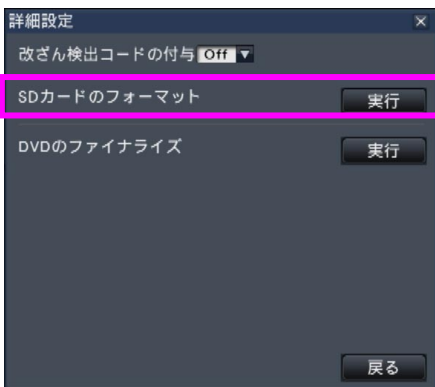 詳細設定 ×
改ざん検出コードの付与 Off ▼
SDカードのフォーマット 実行
DVDのファイナライズ 実行
戻る